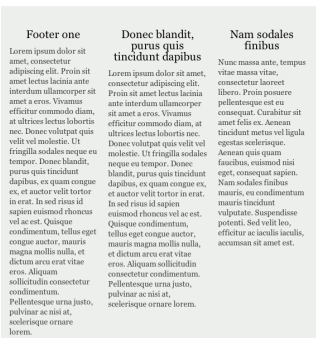 Footer one
Lorem ipsum dolor sit
amet, consectetur
adipiscing elit. Proin sit
amet lectus lacinia ante
interdum ullamcorper sit
amet a eros. Vivamus
efficitur commodo diam,
at ultrices lectus lobortis
nec. Donec volutpat quis
velit vel molestie. Ut
fringilla sodales neque eu
tempor. Donec blandit,
purus quis tincidunt
dapibus, ex quam congue
ex, et auctor velit tortor
in erat. In sed risus id
sapien euismod rhoncus
vel ac est. Quisque
condimentum, tellus eget
congue auctor, mauris
magna mollis nulla, et
dictum arcu erat vitae
eros. Aliquam
sollicitudin consectetur
condimentum.
Pellentesque urna justo,
pulvinar ac nisi at,
scelerisque ornare
lorem.
Donec blandit,
purus quis
tincidunt dapibus
Lorem ipsum dolor sit amet,
consectetur adipiscing elit.
Proin sit amet lectus lacinia
ante interdum ullamcorper
sit amet a eros. Vivamus
efficitur commodo diam, at
ultrices lectus lobortis nec.
Donec volutpat quis velit vel
molestie. Ut fringilla sodales
neque eu tempor. Donec
blandit, purus quis tincidunt
dapibus, ex quam congue ex,
et auctor velit tortor in erat.
In sed risus id sapien
euismod rhoncus vel ac est.
Quisque condimentum,
tellus eget congue auctor,
mauris magna mollis nulla,
et dictum arcu erat vitae
eros. Aliquam sollicitudin
consectetur condimentum.
Pellentesque urna justo,
pulvinar ac nisi at,
scelerisque ornare lorem.
Nam sodales
finibus
Nunc massa ante, tempus
vitae massa vitae,
consectetur laoreet
libero. Proin posuere
pellentesque est eu
consequat. Curabitur sit
amet felis ex. Aenean
tincidunt metus vel ligula
egestas scelerisque.
Aenean quis quam
faucibus, euismod nisi
eget, consequat sapien.
Nam sodales finibus
mauris, eu condimentum
mauris tincidunt
vulputate. Suspendisse
potenti. Sed velit leo,
efficitur ac iaculis iaculis,
accumsan sit amet est.